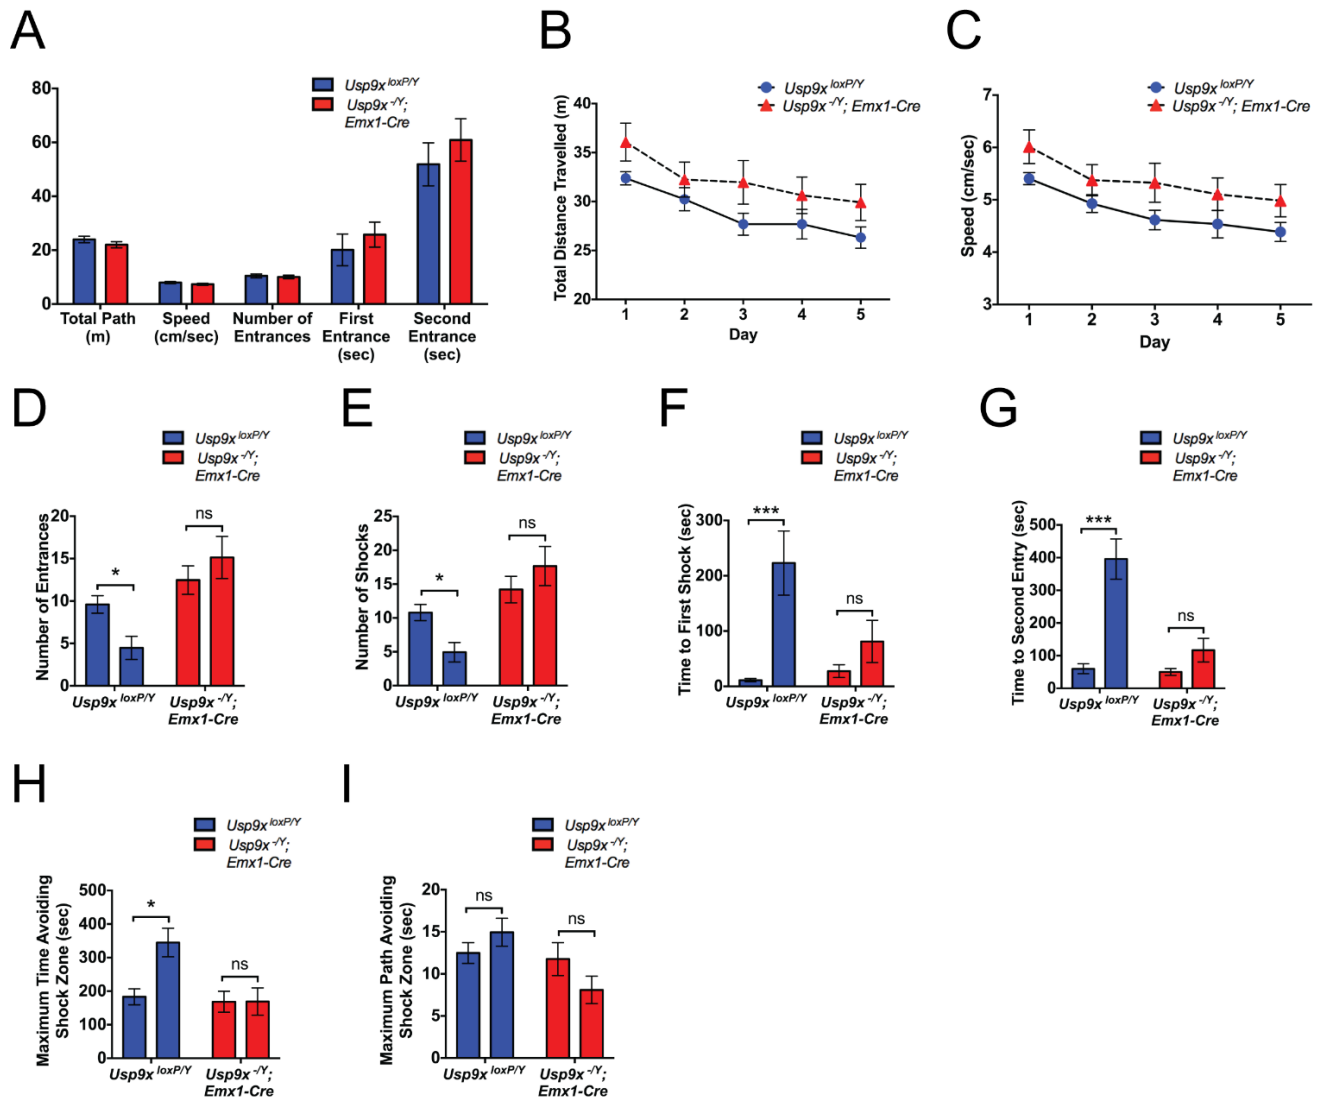 A
Usp9x loxP/Y
Usp9x -/Y;
Emx1-Cre
80
60
40
20
0
Total Path
(m)
Speed
(cm/sec)
Number of
Entrances
First
Entrance
(sec)
Second
Entrance
(sec)
B
Usp9x loxP/Y
Usp9x -/Y; Emx1-Cre
Total Distance Travelled (m)
40
35
30
25
20
1 2 3 4 5
Day
C
Usp9x loxP/Y
Usp9x -/Y; Emx1-Cre
Speed (cm/sec)
7
6
5
4
3
1 2 3 4 5
Day
D
Usp9x loxP/Y
Usp9x -/Y;
Emx1-Cre
Number of Entrances
20
15
10
5
0
*
ns
Usp9x loxP/Y
Usp9x -/Y;
Emx1-Cre
E
Usp9x loxP/Y
Usp9x -/Y;
Emx1-Cre
Number of Shocks
25
20
15
10
5
0
*
ns
Usp9x loxP/Y
Usp9x -/Y;
Emx1-Cre
F
Usp9x loxP/Y
Usp9x -/Y;
Emx1-Cre
Time to First Shock (sec)
300
200
100
0
***
ns
Usp9x loxP/Y
Usp9x -/Y;
Emx1-Cre
G
Usp9x loxP/Y
Usp9x -/Y;
Emx1-Cre
Time to Second Entry (sec)
500
400
300
200
100
0
***
ns
Usp9x loxP/Y
Usp9x -/Y;
Emx1-Cre
H
Usp9x loxP/Y
Usp9x -/Y;
Emx1-Cre
Maximum Time Avoiding
Shock Zone (sec)
500
400
300
200
100
0
*
ns
Usp9x loxP/Y
Usp9x -/Y;
Emx1-Cre
I
Usp9x loxP/Y
Usp9x -/Y;
Emx1-Cre
Maximum Path Avoiding
Shock Zone (sec)
20
15
10
5
0
ns
ns
Usp9x loxP/Y
Usp9x -/Y;
Emx1-Cre